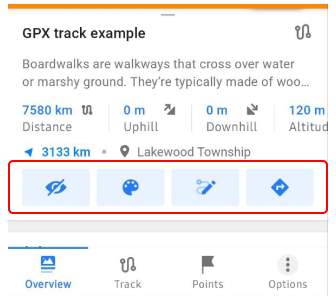 GPX track example
Boardwalks are walkways that cross over water
or marshy ground. They're typically made of woo...
7580 km 0 m 0 m 120 m
Distance Uphill Downhill Altitud
3133 km • Lakewood Township
Overview Track Points Options